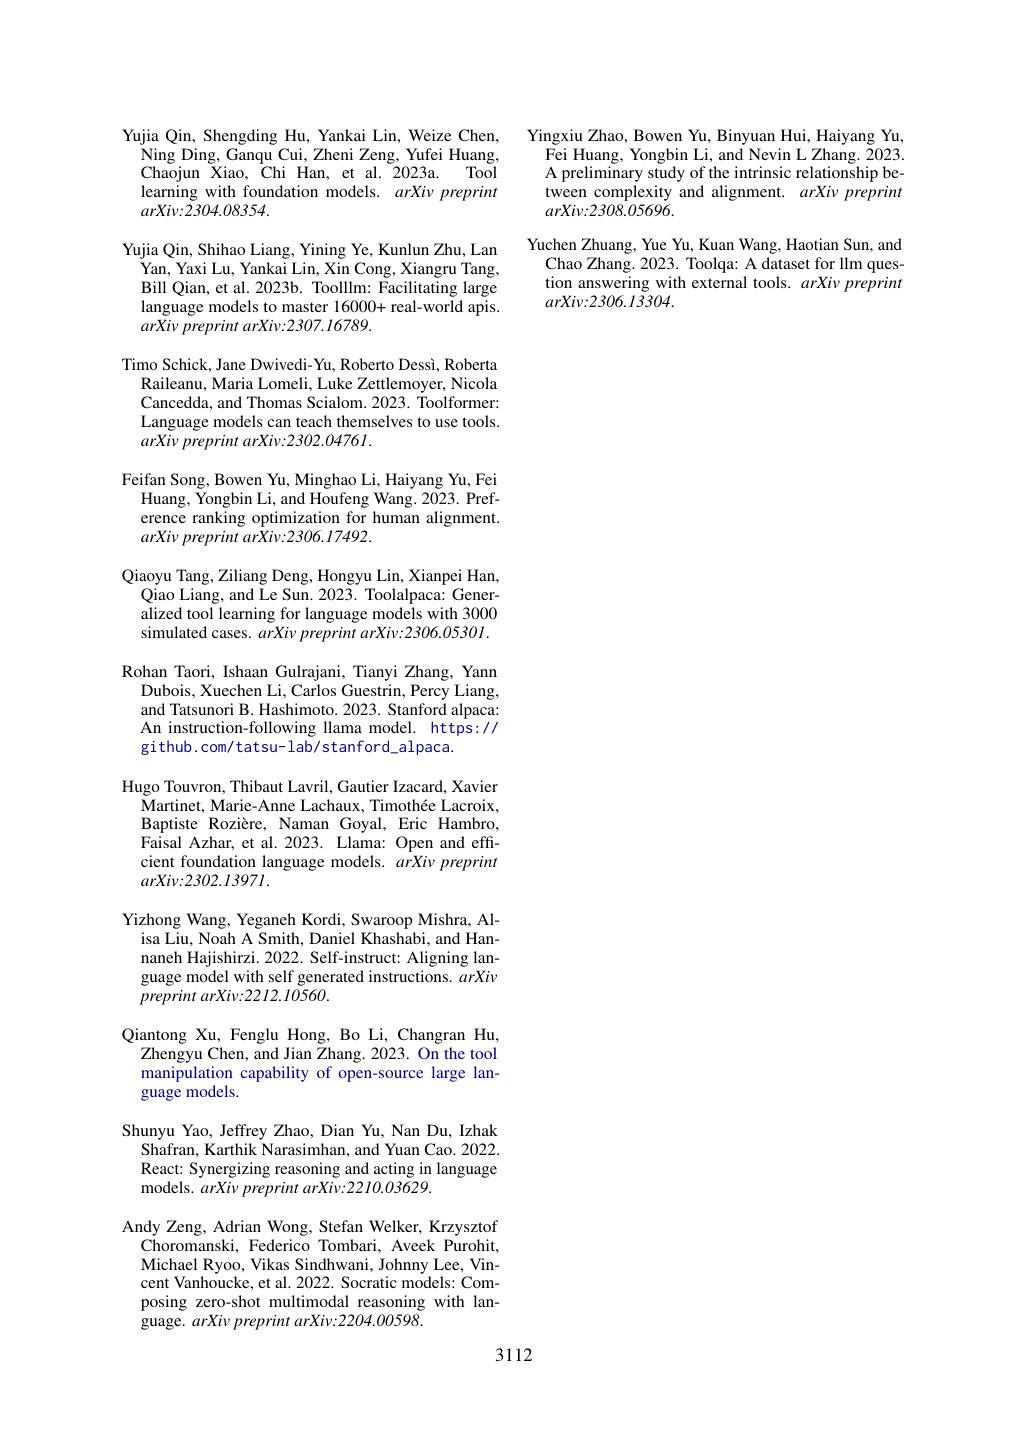 Yujia Qin, Shengding Hu, Yankai Lin, Weize Chen,
Ning Ding, Ganqu Cui, Zheni Zeng, Yufei Huang,
Chaojun Xiao, Chi Han, et al. 2023a. Tool
learning with foundation models. arXiv preprint
arXiv:2304.08354.
Yujia Qin, Shihao Liang, Yining Ye, Kunlun Zhu, Lan
Yan, Yaxi Lu, Yankai Lin, Xin Cong, Xiangru Tang,
Bill Qian, et al. 2023b. Toolllm: Facilitating large
language models to master 16000+ real-world apis.
arXiv preprint arXiv:2307.16789.
Timo Schick, Jane Dwivedi-Yu, Roberto Dessì, Roberta
Raileanu, Maria Lomeli, Luke Zettlemoyer, Nicola
Cancedda, and Thomas Scialom. 2023. Toolformer:
Language models can teach themselves to use tools.
arXiv preprint arXiv:2302.04761.
Feifan Song, Bowen Yu, Minghao Li, Haiyang Yu, Fei
Huang, Yongbin Li, and Houfeng Wang. 2023. Pref-
erence ranking optimization for human alignment.
arXiv preprint arXiv:2306.17492.
Qiaoyu Tang, Ziliang Deng, Hongyu Lin, Xianpei Han,
Qiao Liang, and Le Sun. 2023. Toolalpaca: Gener-
alized tool learning for language models with 3000
simulated cases. arXiv preprint arXiv:2306.05301.
Rohan Taori, Ishaan Gulrajani, Tianyi Zhang, Yann
Dubois, Xuechen Li, Carlos Guestrin, Percy Liang,
and Tatsunori B. Hashimoto. 2023. Stanford alpaca:
An instruction-following llama model. https://
github.com/tatsu-lab/stanford_alpaca.
Hugo Touvron, Thibaut Lavril, Gautier Izacard, Xavier
Martinet, Marie-Anne Lachaux, Timothée Lacroix,
Baptiste Rozière, Naman Goyal, Eric Hambro,
Faisal Azhar, et al. 2023. Llama: Open and effi-
cient foundation language models. arXiv preprint
arXiv:2302.13971.
Yizhong Wang, Yeganeh Kordi, Swaroop Mishra, Al-
isa Liu, Noah A Smith, Daniel Khashabi, and Han-
naneh Hajishirzi. 2022. Self-instruct: Aligning lan-
guage model with self generated instructions. arXiv
preprint arXiv:2212.10560.
Qiantong Xu, Fenglu Hong, Bo Li, Changran Hu,
Zhengyu Chen, and Jian Zhang. 2023. On the tool
manipulation capability of open-source large lan-
guage models.
Shunyu Yao, Jeffrey Zhao, Dian Yu, Nan Du, Izhak
Shafran, Karthik Narasimhan, and Yuan Cao. 2022.
React: Synergizing reasoning and acting in language
models. arXiv preprint arXiv:2210.03629.
Andy Zeng, Adrian Wong, Stefan Welker, Krzysztof
Choromanski, Federico Tombari, Aveek Purohit,
Michael Ryoo, Vikas Sindhwani, Johnny Lee, Vin-
cent Vanhoucke, et al. 2022. Socratic models: Com-
posing zero-shot multimodal reasoning with lan-
guage. arXiv preprint arXiv:2204.00598.
Yingxiu Zhao, Bowen Yu, Binyuan Hui, Haiyang Yu,
Fei Huang, Yongbin Li, and Nevin L Zhang. 2023.
A preliminary study of the intrinsic relationship be-
tween complexity and alignment. arXiv preprint
arXiv:2308.05696.
Yuchen Zhuang, Yue Yu, Kuan Wang, Haotian Sun, and
Chao Zhang. 2023. Toolqa: A dataset for llm ques-
tion answering with external tools. arXiv preprint
arXiv:2306.13304.
3112